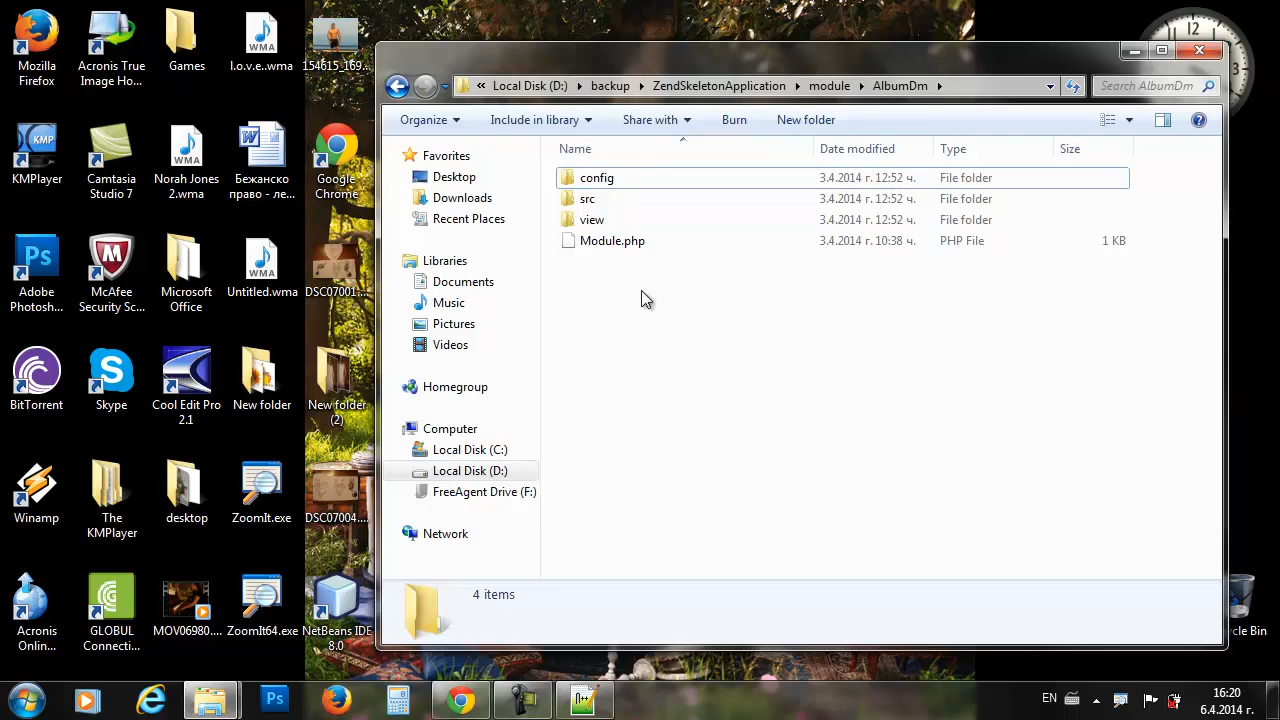 Mozilla
Firefox
Acronis True
Image Ho...
Games
l.o.v.e..wma
154615_169...
KMPlayer
Camtasia
Studio 7
Norah Jones
2.wma
Бежанско
право - ле...
Google
Chrome
Adobe
Photosh...
McAfee
Security Sc...
Microsoft
Office
Untitled.wma
DSC07001....
BitTorrent
Skype
Cool Edit Pro
2.1
New folder
New folder
(2)
Winamp
The
KMPlayer
desktop
ZoomIt.exe
DSC07004....
Acronis
Online...
GLOBUL
Connecti...
MOV06980....
ZoomIt64.exe
NetBeans IDE
8.0
« Local Disk (D:) backup ZendSkeletonApplication module AlbumDm
Search AlbumDm
Organize Include in library Share with Burn New folder
Favorites
Desktop
Downloads
Recent Places
Libraries
Documents
Music
Pictures
Videos
Homegroup
Computer
Local Disk (C:)
Local Disk (D:)
FreeAgent Drive (F:)
Network
Name Date modified Type Size
config 3.4.2014 г. 12:52 ч. File folder
src 3.4.2014 г. 12:52 ч. File folder
view 3.4.2014 г. 12:52 ч. File folder
Module.php 3.4.2014 г. 10:38 ч. PHP File 1 KB
4 items
12
3
cle Bin
EN
16:20
6.4.2014 г.